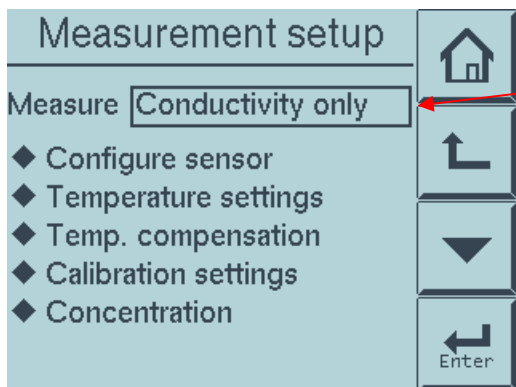 Measurement setup
Measure Conductivity only
Configure sensor
Temperature settings
Temp. compensation
Calibration settings
Concentration
Enter